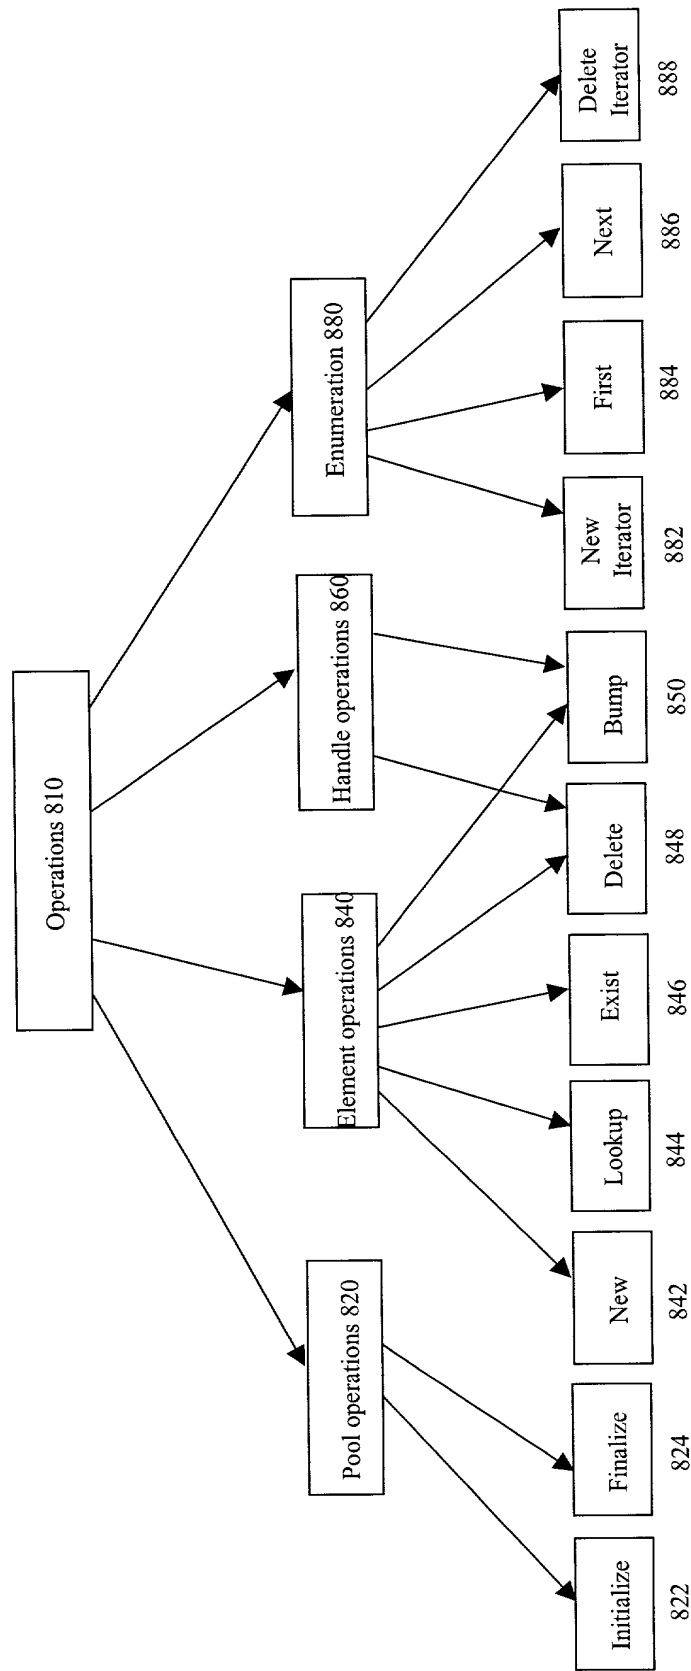 Operations 810
Pool operations 820
Element operations 840
Handle operations 860
Enumeration 880
Initialize
Finalize
New
Lookup
Exist
Delete
Bump
New
Iterator
First
Next
Delete
Iterator
822
824
842
844
846
848
850
882
884
886
888